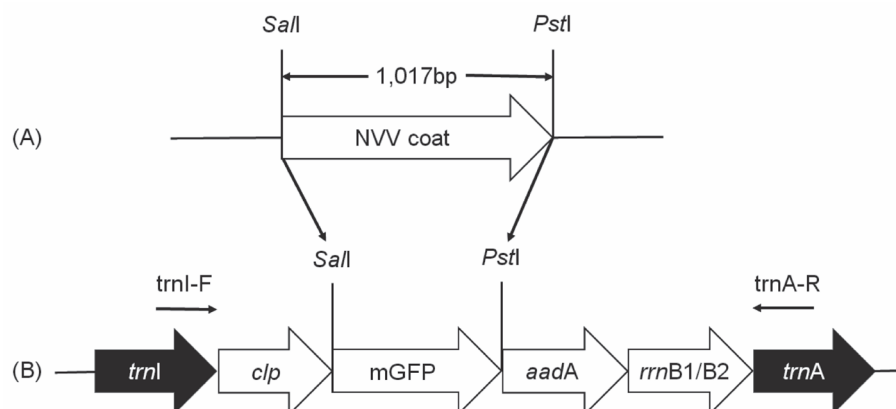 SalI PstI
1,017bp
(A) NVV coat
SalI PstI
trnI-F trnA-R
(B) trnI clp mGFP aadA rrnB1/B2 trnA